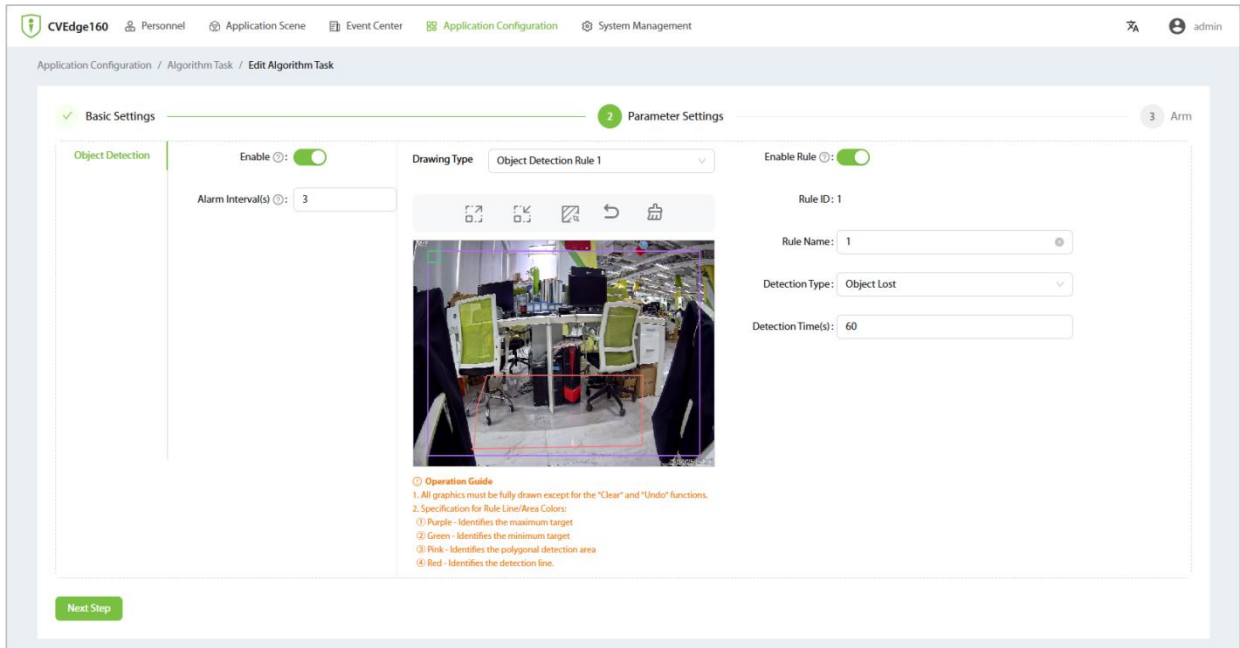 CVEdge160 Personnel Application Scene Event Center Application Configuration System Management admin
Application Configuration / Algorithm Task / Edit Algorithm Task
Basic Settings 2 Parameter Settings 3 Arm
Object Detection
Enable :
Alarm Interval(s) : 3
Drawing Type Object Detection Rule 1
Enable Rule :
Rule ID: 1
Rule Name: 1
Detection Type: Object Lost
Detection Time(s): 60
Operation Guide
1. All graphics must be fully drawn except for the "Clear" and "Undo" functions.
2. Specification for Rule Line/Area Colors:
① Purple - Identifies the maximum target
② Green - Identifies the minimum target
③ Pink - Identifies the polygonal detection area
④ Red - Identifies the detection line.
Next Step